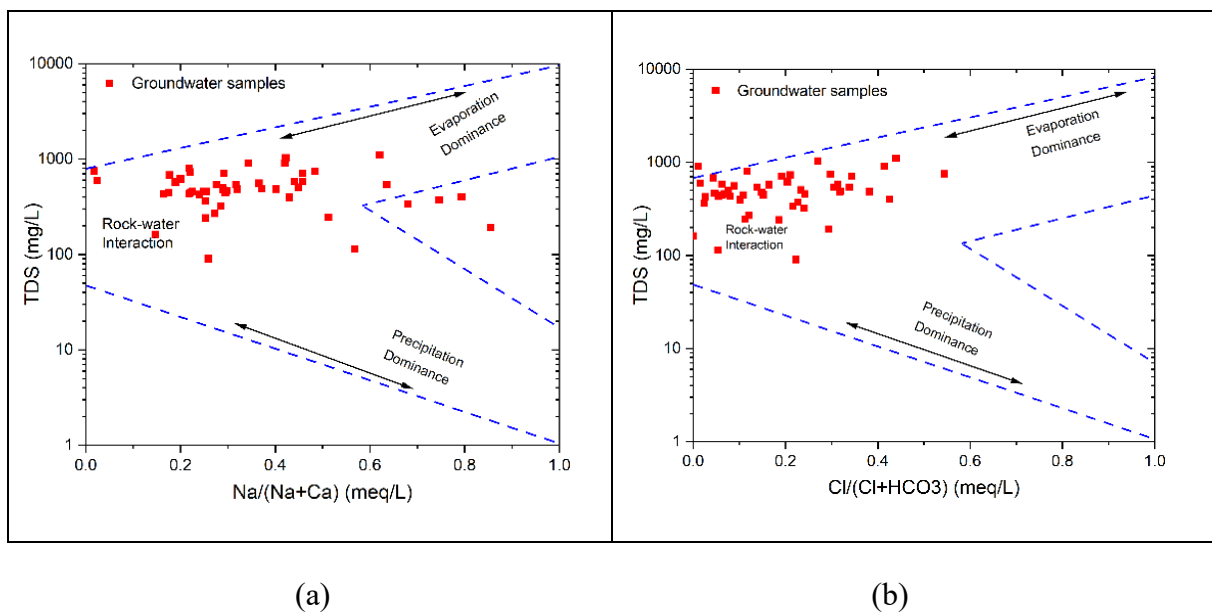 10000
1000
100
10
1
TDS (mg/L)
Groundwater samples
Evaporation
Dominance
Rock-water
Interaction
Precipitation
Dominance
0.0 0.2 0.4 0.6 0.8 1.0
Na/(Na+Ca) (meq/L)
(a)
10000
1000
100
10
1
TDS (mg/L)
Groundwater samples
Evaporation
Dominance
Rock-water
Interaction
Precipitation
Dominance
0.0 0.2 0.4 0.6 0.8 1.0
Cl/(Cl+HCO3) (meq/L)
(b)